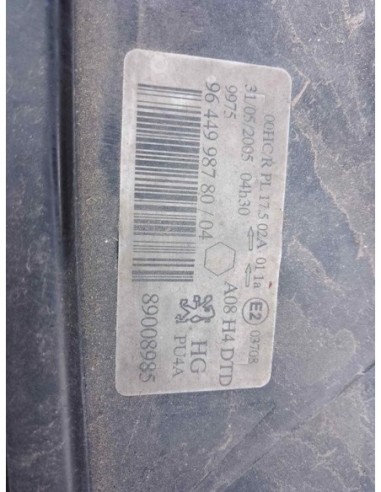 00HC/R PL 17.5 02A 01 1a E2 03708
31/05/2005 04h30
9975 A08 H4 DTD
96 449 987 80 / 04 HG
PU4A
89008985